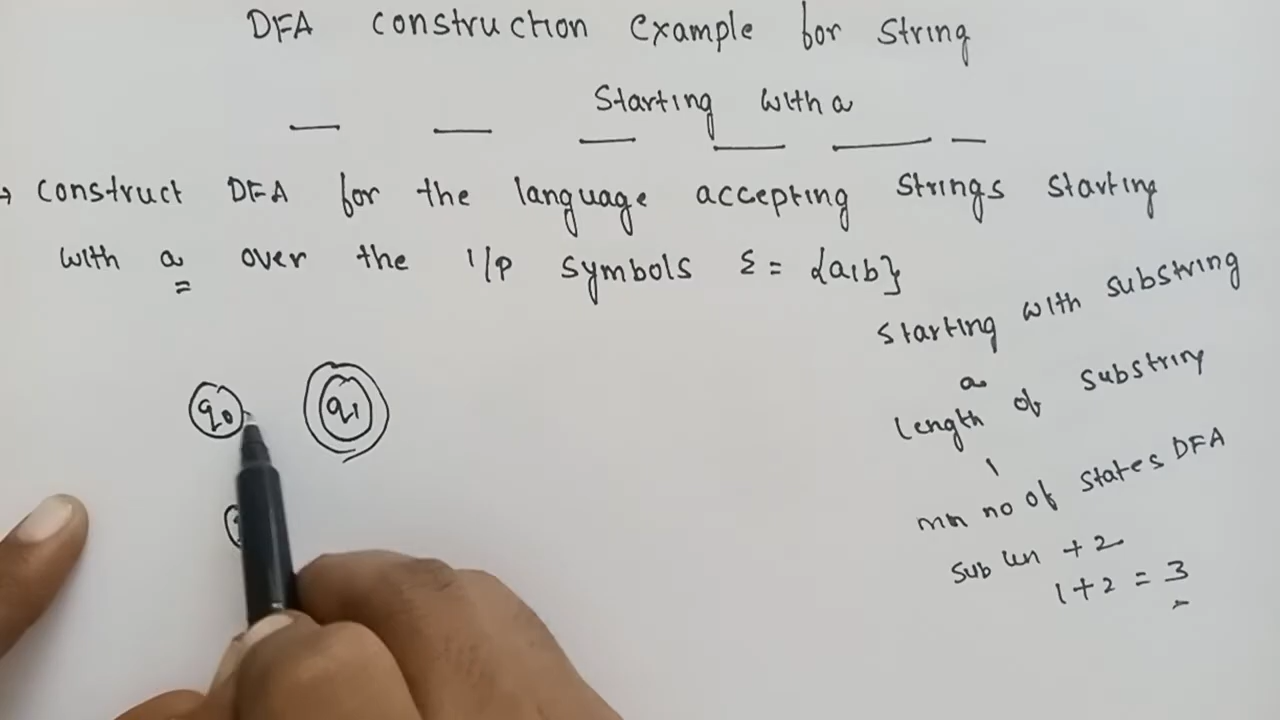 DFA construction Example for String
Starting with a
→ construct DFA for the language accepting Strings Starting
with a over the I/P symbols Σ = {a,b}
Starting with substring
a
length of substring
1
min no of states DFA
Sub len + 2
1+2 = 3
q0 q1